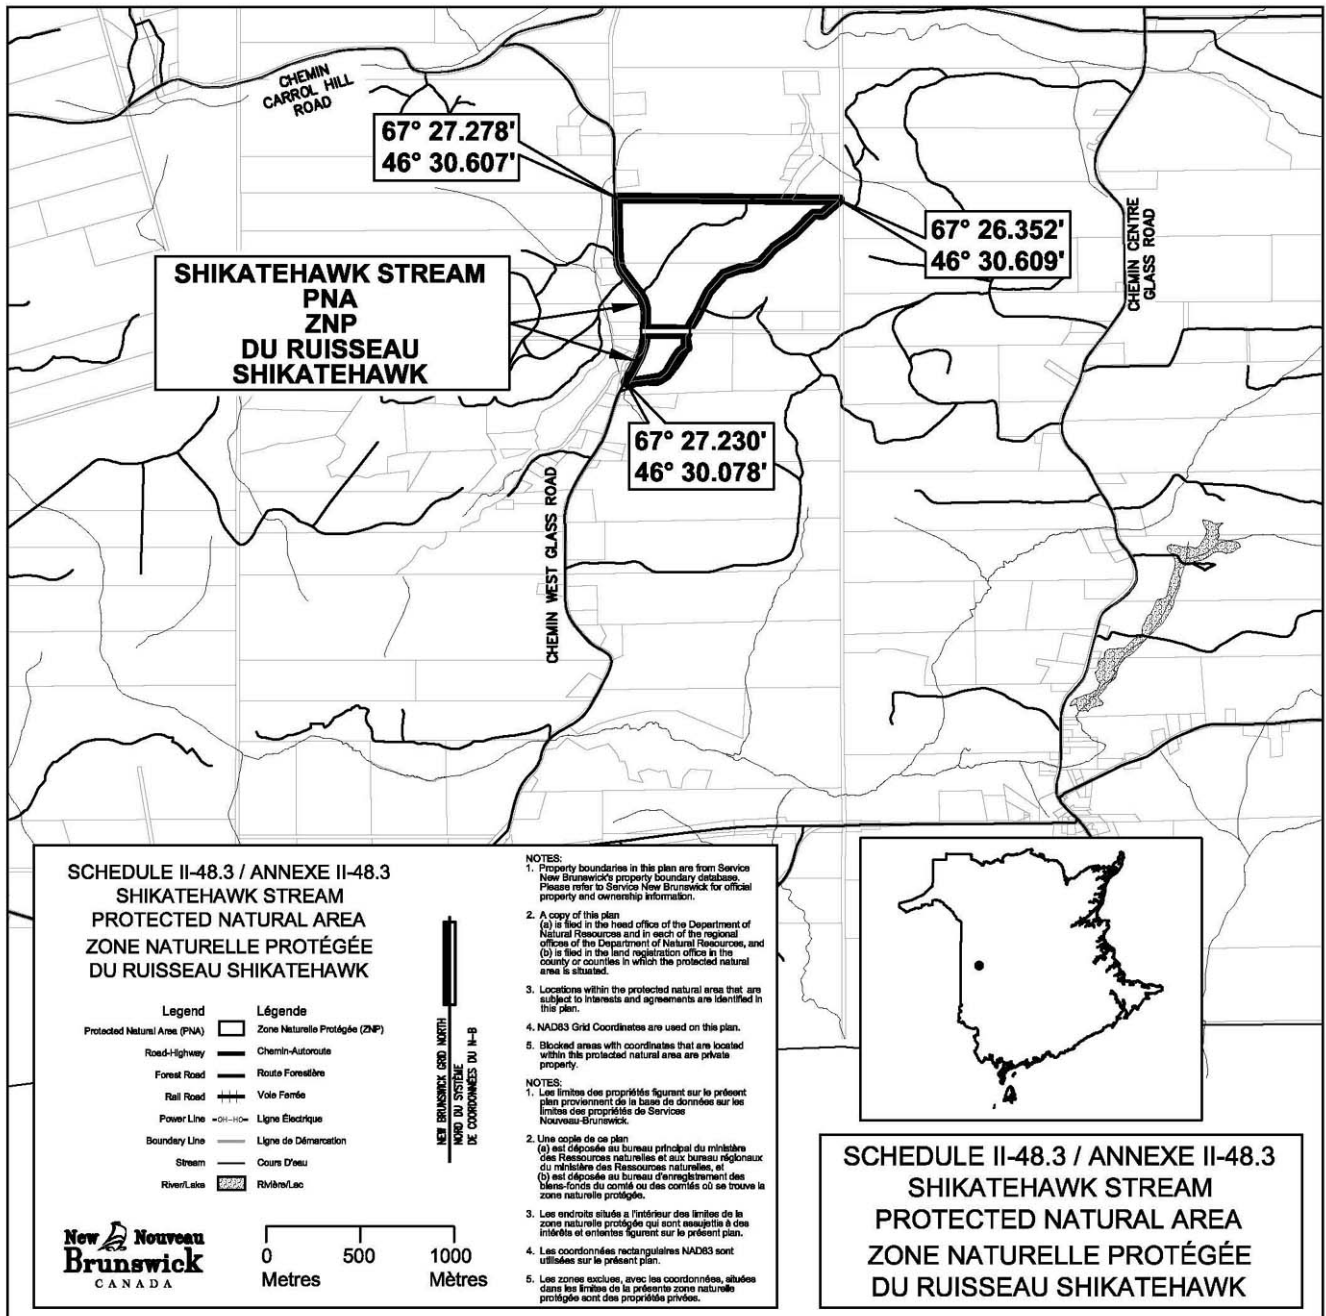 CHEMIN
CARROL HILL
ROAD
67° 27.278'
46° 30.607'
67° 26.352'
46° 30.609'
CHEMIN CENTRE
GLASS ROAD
SHIKATEHAWK STREAM
PNA
ZNP
DU RUISSEAU
SHIKATEHAWK
67° 27.230'
46° 30.078'
CHEMIN WEST GLASS ROAD
SCHEDULE II-48.3 / ANNEXE II-48.3
SHIKATEHAWK STREAM
PROTECTED NATURAL AREA
ZONE NATURELLE PROTÉGÉE
DU RUISSEAU SHIKATEHAWK
Legend Légende
Protected Natural Area (PNA) Zone Naturelle Protégée (ZNP)
Road-Highway Chemin-Autoroute
Forest Road Route Forestière
Rail Road Voie Ferrée
Power Line -OH-HO- Ligne Électrique
Boundary Line Ligne de Démarcation
Stream Cours D'eau
River/Lake Rivière/Lac
NEW BRUNSWICK GRID NORTH
NORD DU SYSTÈME
DE COORDONNÉES DU N-B
New Nouveau
Brunswick
CANADA
0 500 1000
Metres Mètres
NOTES:
1. Property boundaries in this plan are from Service
New Brunswick's property boundary database.
Please refer to Service New Brunswick for official
property and ownership information.
2. A copy of this plan
(a) is filed in the head office of the Department of
Natural Resources and in each of the regional
offices of the Department of Natural Resources, and
(b) is filed in the land registration office in the
county or counties in which the protected natural
area is situated.
3. Locations within the protected natural area that are
subject to interests and agreements are identified in
this plan.
4. NAD83 Grid Coordinates are used on this plan.
5. Blocked areas with coordinates that are located
within this protected natural area are private
property.
NOTES:
1. Les limites des propriétés figurant sur le présent
plan proviennent de la base de données sur les
limites des propriétés de Services
Nouveau-Brunswick.
2. Une copie de ce plan
(a) est déposée au bureau principal du ministère
des Ressources naturelles et aux bureau régionaux
du ministère des Ressources naturelles, et
(b) est déposée au bureau d'enregistrement des
biens-fonds du comté ou des comtés où se trouve la
zone naturelle protégée.
3. Les endroits situés a l'intérieur des limites de la
zone naturelle protégée qui sont assujettis à des
intérêts et ententes figurent sur le présent plan.
4. Les coordonnées rectangulaires NAD83 sont
utilisées sur le présent plan.
5. Les zones exclues, avec les coordonnées, situées
dans les limites de la présente zone naturelle
protégée sont des propriétés privées.
SCHEDULE II-48.3 / ANNEXE II-48.3
SHIKATEHAWK STREAM
PROTECTED NATURAL AREA
ZONE NATURELLE PROTÉGÉE
DU RUISSEAU SHIKATEHAWK